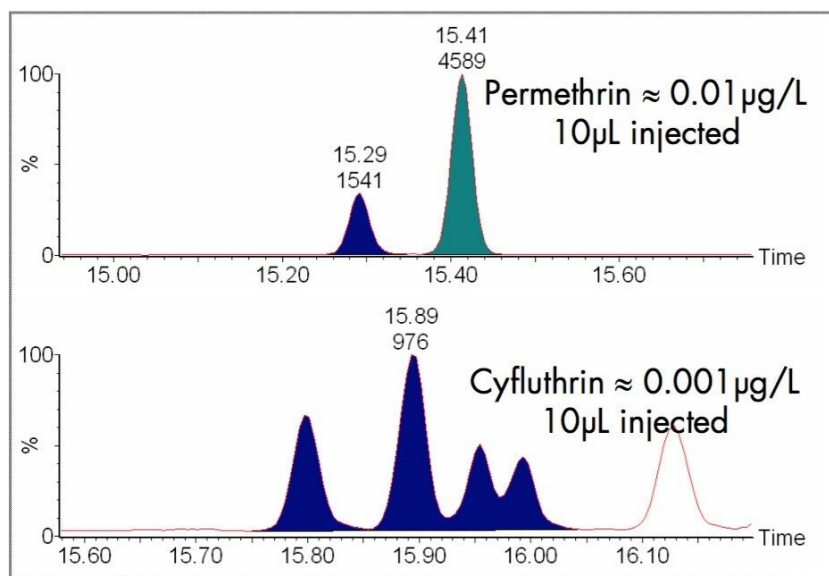 15.41
4589
100
Permethrin ≈ 0.01µg/L
10µL injected
15.29
1541
%
0
Time
15.00 15.20 15.40 15.60
15.89
976
100
Cyfluthrin ≈ 0.001µg/L
10µL injected
%
0
Time
15.60 15.70 15.80 15.90 16.00 16.10